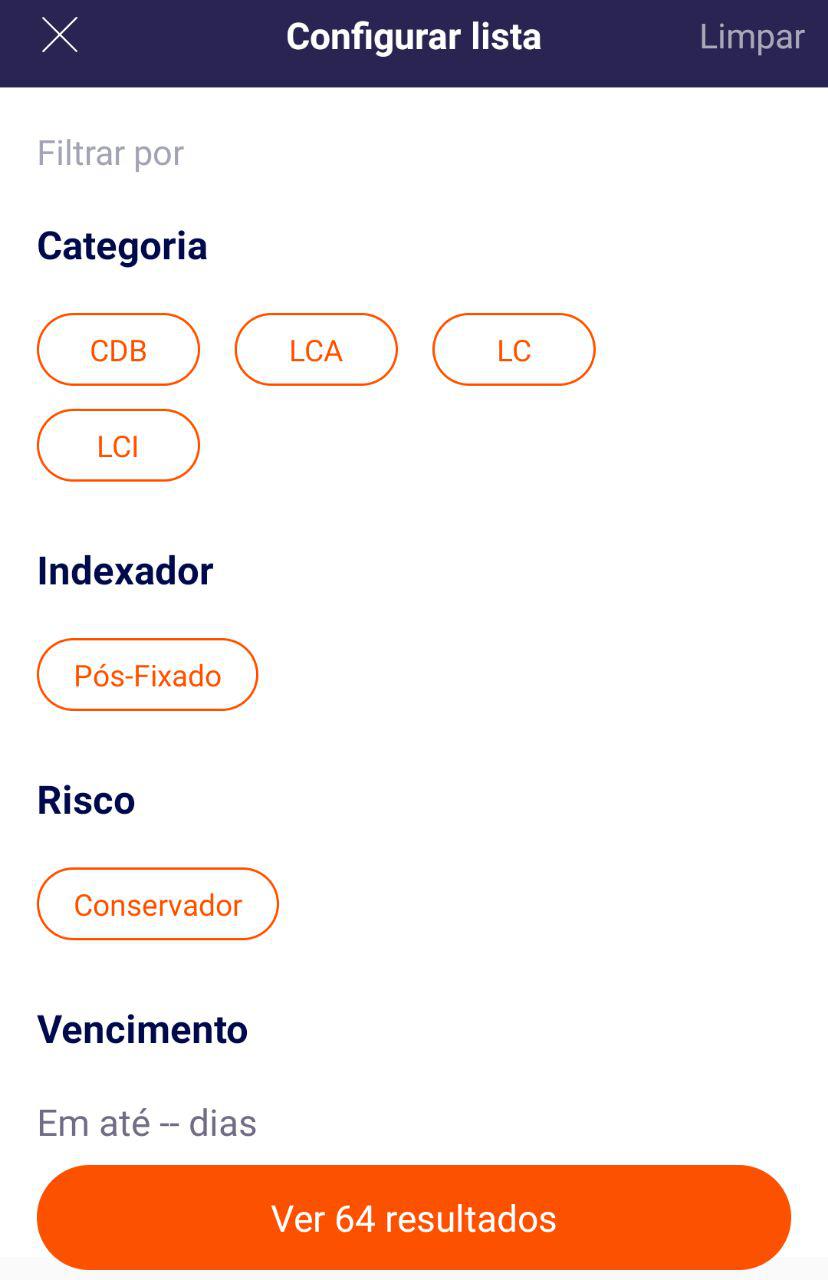 Configurar lista
Limpar
Filtrar por
Categoria
CDB
LCA
LC
LCI
Indexador
Pós-Fixado
Risco
Conservador
Vencimento
Em até -- dias
Ver 64 resultados